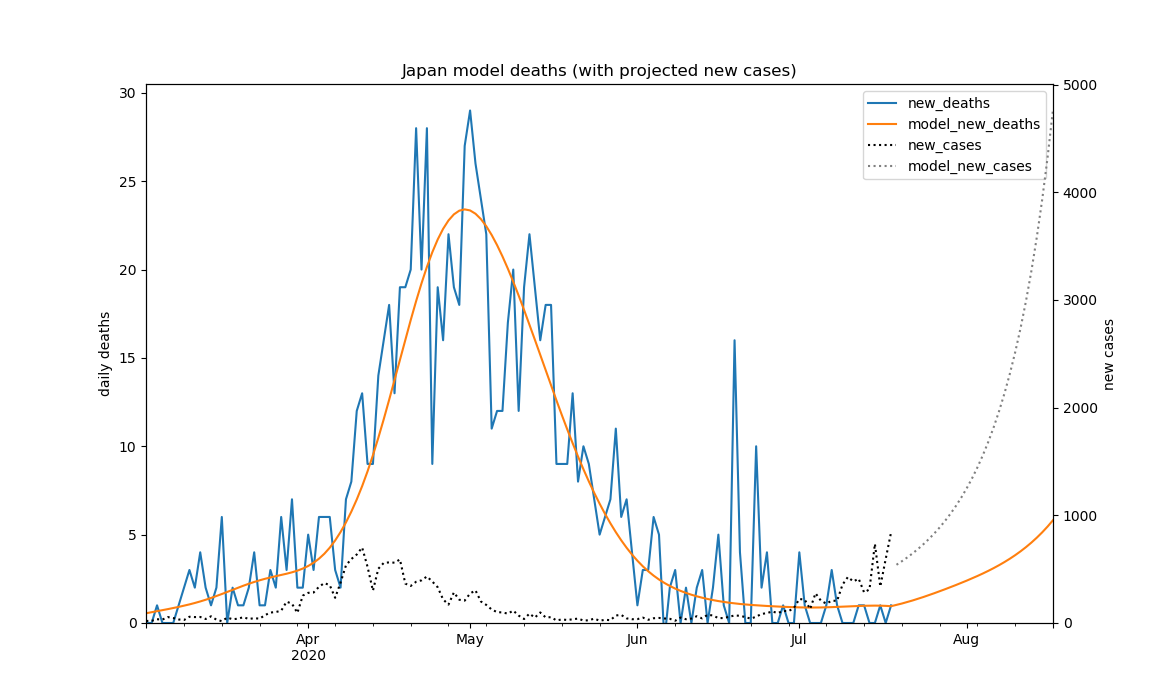 Japan model deaths (with projected new cases)
30
25
20
15
10
5
0
daily deaths
5000
4000
3000
2000
1000
0
new cases
new_deaths
model_new_deaths
new_cases
model_new_cases
Apr
2020
May
Jun
Jul
Aug